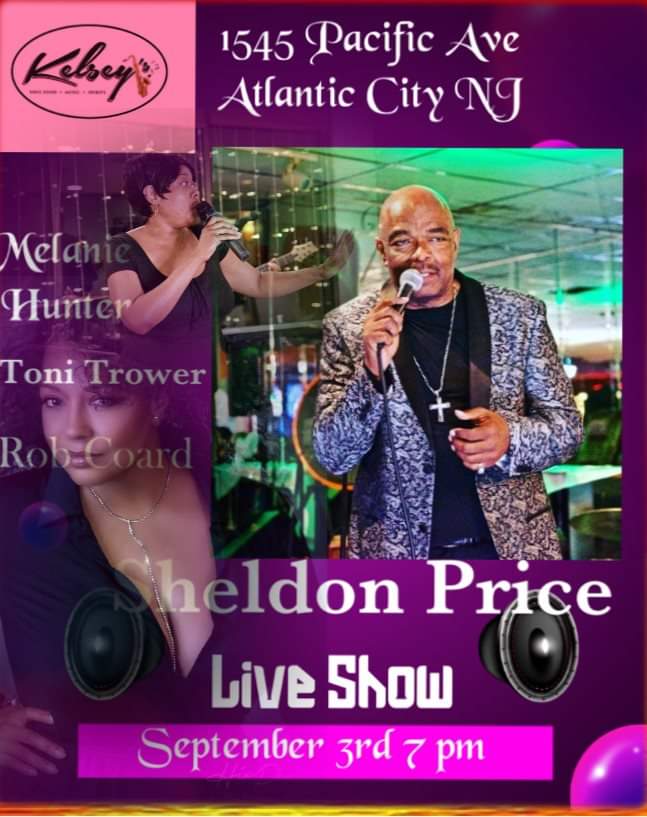 Kelsey's
1545 Pacific Ave
Atlantic City NJ
Melanie
Hunter
Toni Trower
Rob Coard
Sheldon Price
Live Show
September 3rd 7 pm